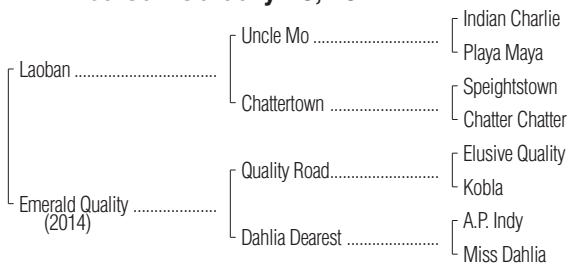 Indian Charlie
Uncle Mo ..............................
Playa Maya
Laoban ..................................
Speightstown
Chattertown ..........................
Chatter Chatter
Elusive Quality
Quality Road..........................
Kobla
Emerald Quality ....................
(2014)
A.P. Indy
Dahlia Dearest ......................
Miss Dahlia